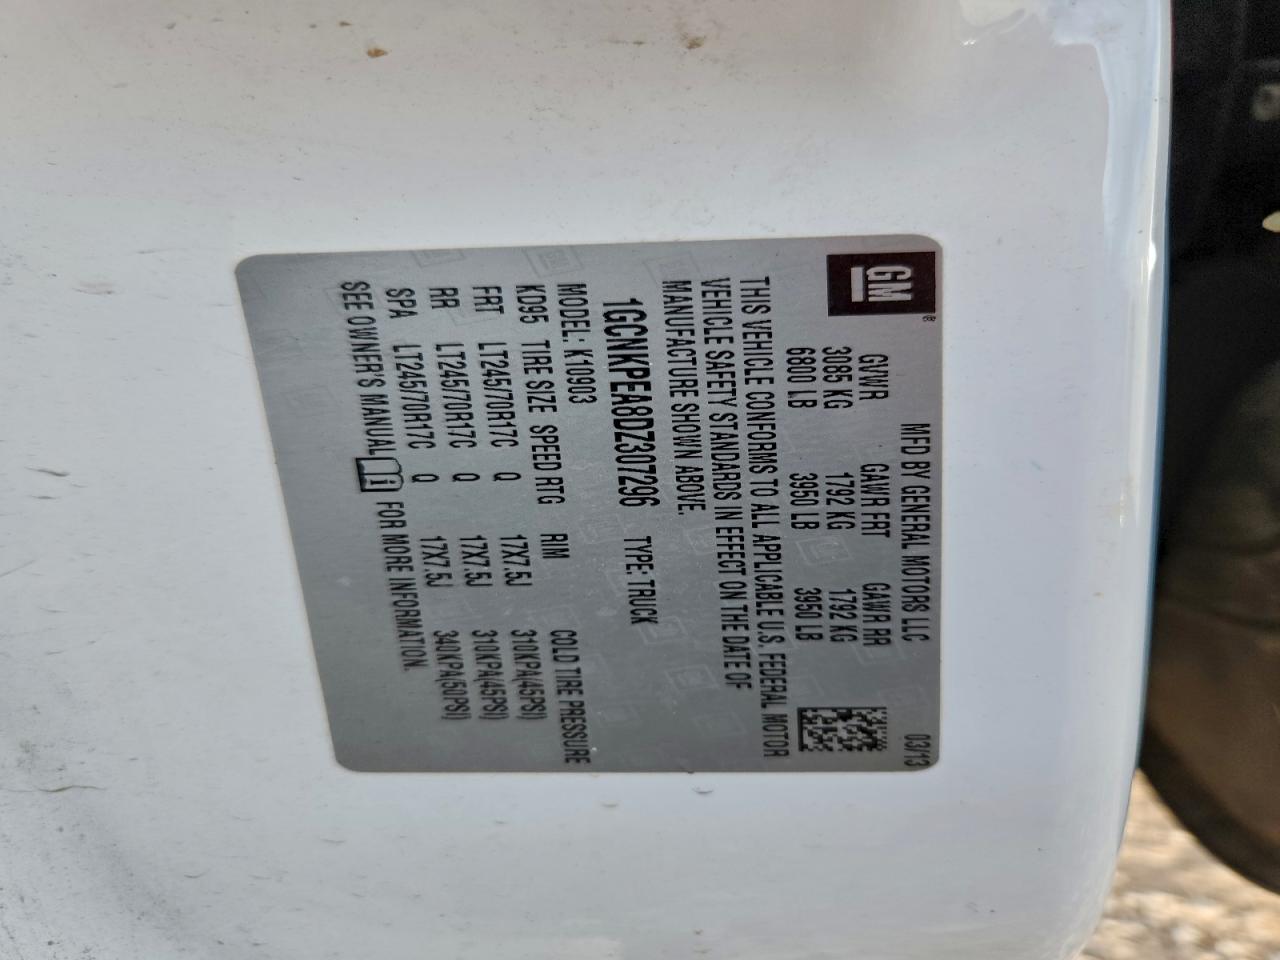 GM®
MFD BY GENERAL MOTORS LLC 03/13
GVWR GAWR FRT GAWR RR
3085 KG 1792 KG 1792 KG
6800 LB 3950 LB 3950 LB
THIS VEHICLE CONFORMS TO ALL APPLICABLE U.S. FEDERAL MOTOR
VEHICLE SAFETY STANDARDS IN EFFECT ON THE DATE OF
MANUFACTURE SHOWN ABOVE.
1GCNKPEA8DZ307296 TYPE: TRUCK
MODEL: K10903
KD95 TIRE SIZE SPEED RTG RIM COLD TIRE PRESSURE
FRT LT245/70R17C Q 17X7.5J 310KPA(45PSI)
RR LT245/70R17C Q 17X7.5J 310KPA(45PSI)
SPA LT245/70R17C Q 17X7.5J 340KPA(50PSI)
SEE OWNER'S MANUAL FOR MORE INFORMATION.